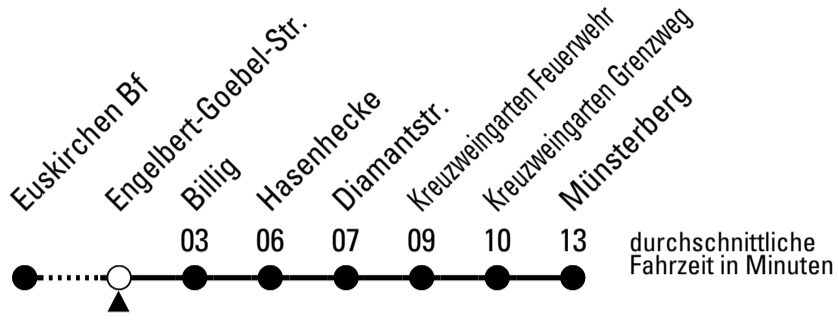 Euskirchen Bf
Engelbert-Goebel-Str.
Billig
Hasenhecke
Diamantstr.
Kreuzweingarten Feuerwehr
Kreuzweingarten Grenzweg
Münsterberg
03 06 07 09 10 13
durchschnittliche
Fahrzeit in Minuten